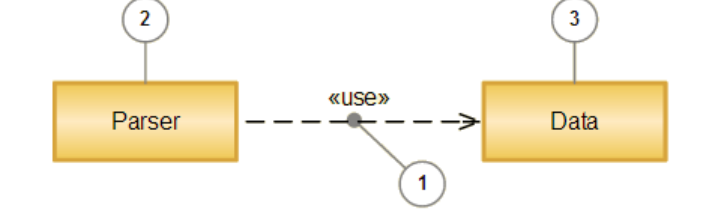 2
3
«use»
Parser
Data
1